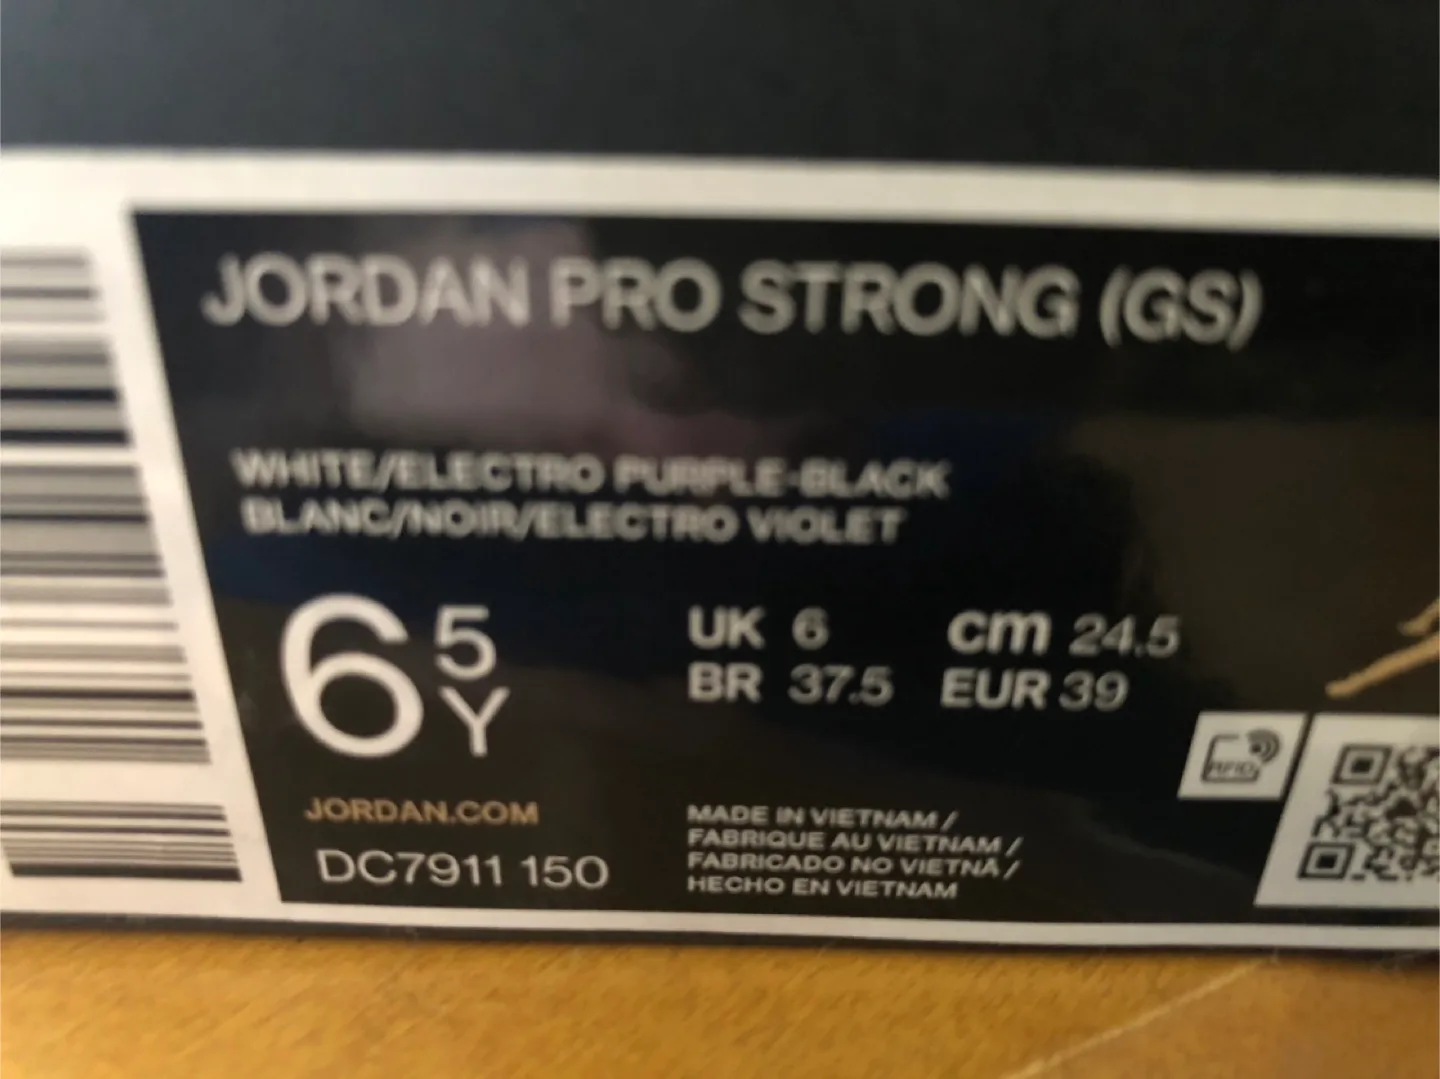 JORDAN PRO STRONG (GS)
WHITE/ELECTRO PURPLE-BLACK
BLANC/NOIR/ELECTRO VIOLET
6 5 Y
UK 6 cm 24.5
BR 37.5 EUR 39
RFID
JORDAN.COM
DC7911 150
MADE IN VIETNAM /
FABRIQUE AU VIETNAM /
FABRICADO NO VIETNÃ /
HECHO EN VIETNAM